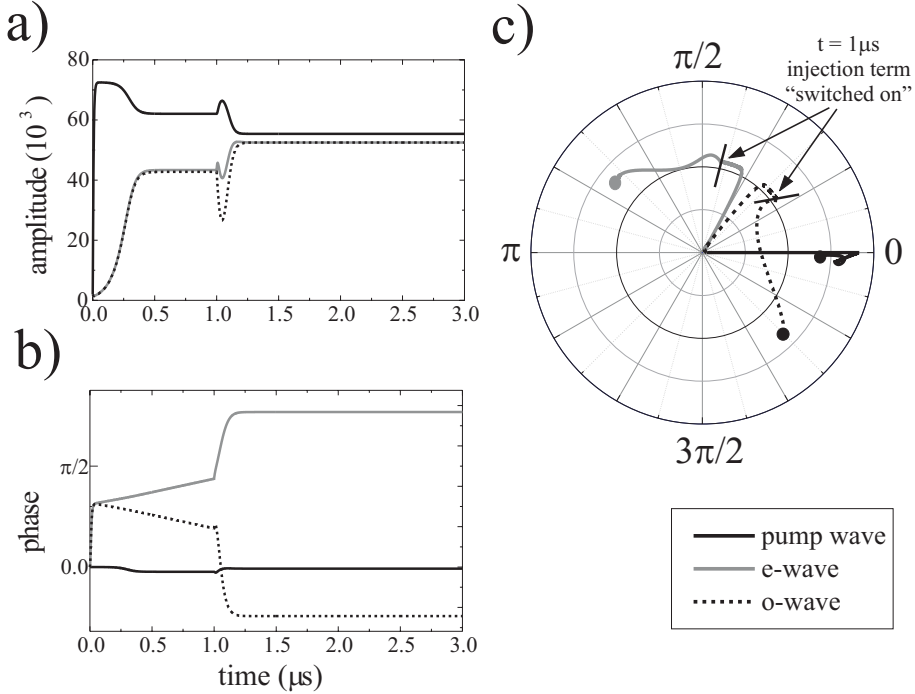 a)
amplitude (10³)
80
60
40
20
0
0.0 0.5 1.0 1.5 2.0 2.5 3.0
b)
phase
π/2
0.0
0.0 0.5 1.0 1.5 2.0 2.5 3.0
time (μs)
c)
t = 1μs
injection term
“switched on”
π/2
π
0
3π/2
pump wave
e-wave
o-wave